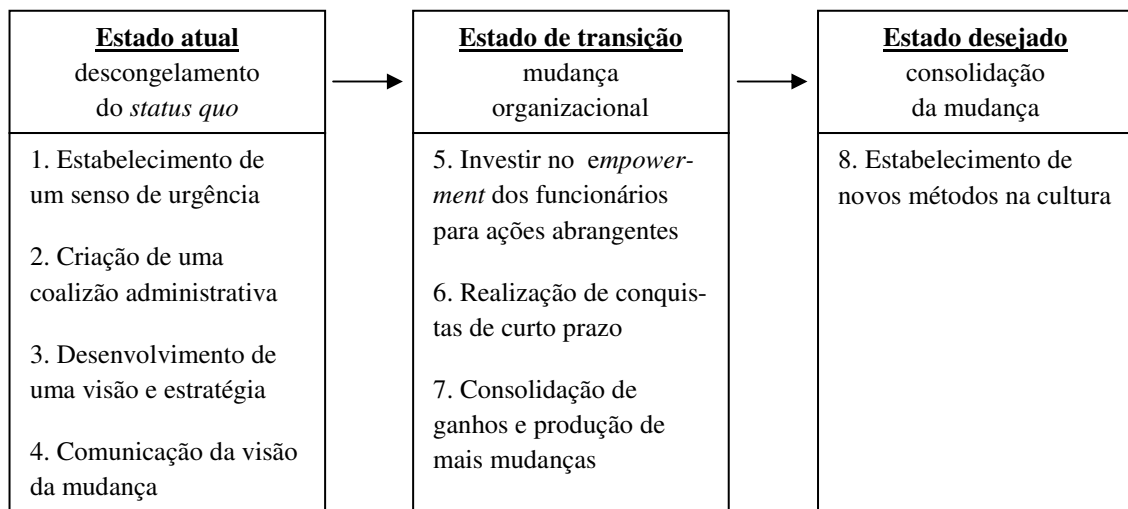 Estado atual
descongelamento
do status quo
1. Estabelecimento de
um senso de urgência
2. Criação de uma
coalizão administrativa
3. Desenvolvimento de
uma visão e estratégia
4. Comunicação da visão
da mudança
Estado de transição
mudança
organizacional
5. Investir no empower-
ment dos funcionários
para ações abrangentes
6. Realização de conquis-
tas de curto prazo
7. Consolidação de
ganhos e produção de
mais mudanças
Estado desejado
consolidação
da mudança
8. Estabelecimento de
novos métodos na cultura